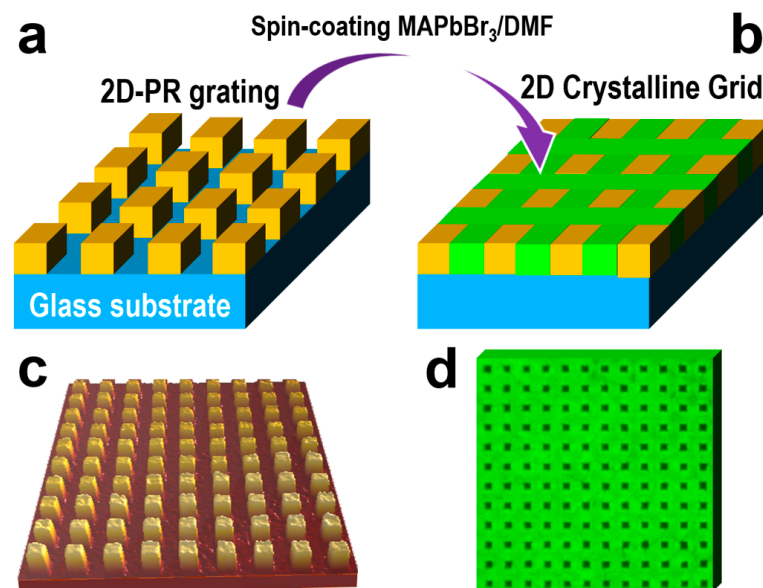 a
Spin-coating MAPbBr₃/DMF
b
2D-PR grating
2D Crystalline Grid
Glass substrate
c
d